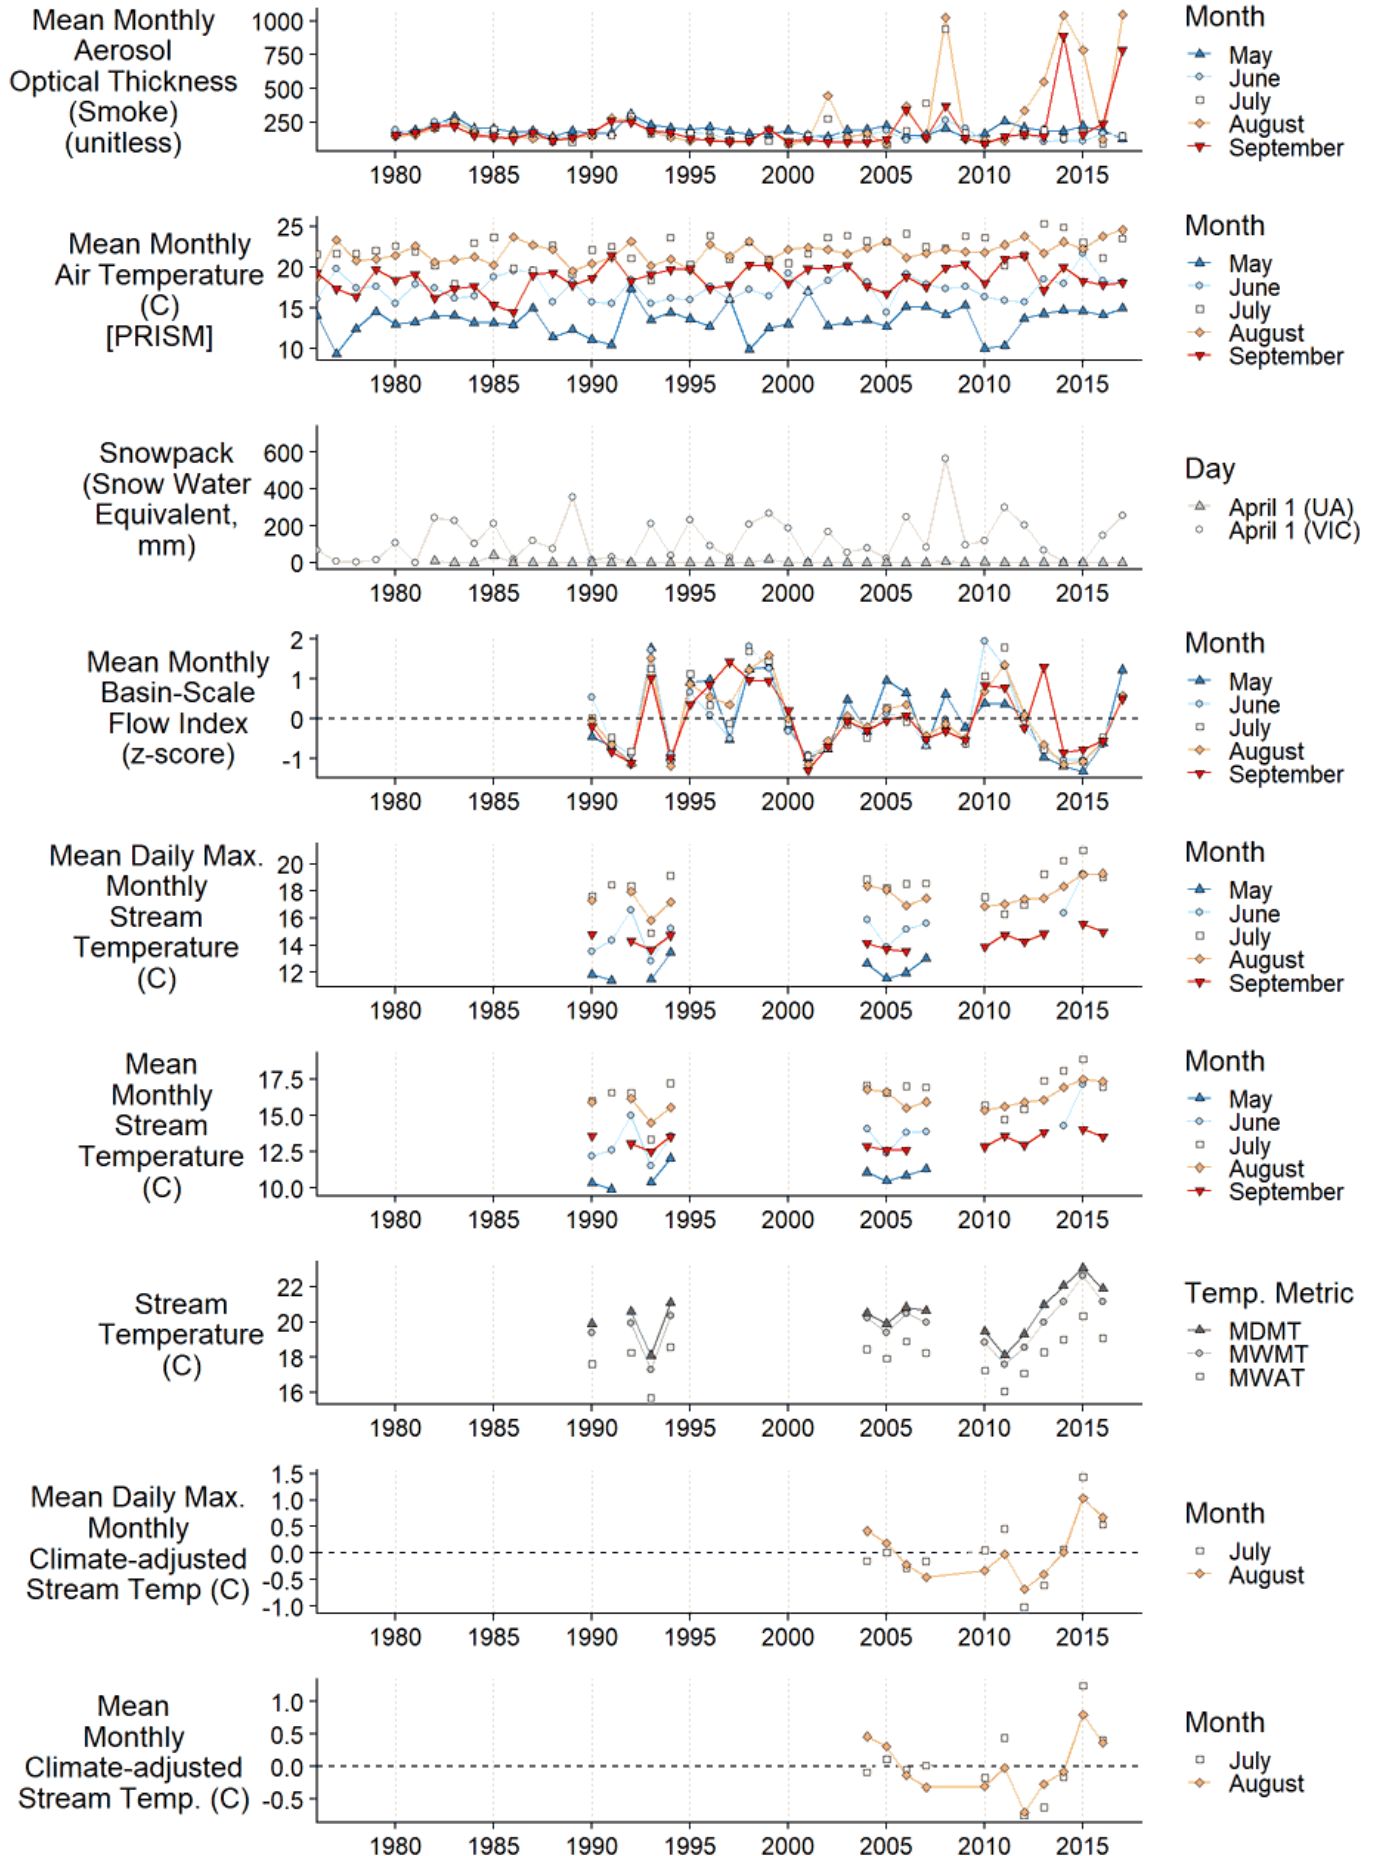 Mean Monthly
Aerosol
Optical Thickness
(Smoke)
(unitless)
1000
750
500
250
1980 1985 1990 1995 2000 2005 2010 2015
Month
May
June
July
August
September
Mean Monthly
Air Temperature
(C)
[PRISM]
25
20
15
10
1980 1985 1990 1995 2000 2005 2010 2015
Month
May
June
July
August
September
Snowpack
(Snow Water
Equivalent,
mm)
600
400
200
0
1980 1985 1990 1995 2000 2005 2010 2015
Day
April 1 (UA)
April 1 (VIC)
Mean Monthly
Basin-Scale
Flow Index
(z-score)
2
1
0
-1
1980 1985 1990 1995 2000 2005 2010 2015
Month
May
June
July
August
September
Mean Daily Max.
Monthly
Stream
Temperature
(C)
20
18
16
14
12
1980 1985 1990 1995 2000 2005 2010 2015
Month
May
June
July
August
September
Mean
Monthly
Stream
Temperature
(C)
17.5
15.0
12.5
10.0
1980 1985 1990 1995 2000 2005 2010 2015
Month
May
June
July
August
September
Stream
Temperature
(C)
22
20
18
16
1980 1985 1990 1995 2000 2005 2010 2015
Temp. Metric
MDMT
MWMT
MWAT
Mean Daily Max.
Monthly
Climate-adjusted
Stream Temp (C)
1.5
1.0
0.5
0.0
-0.5
-1.0
1980 1985 1990 1995 2000 2005 2010 2015
Month
July
August
Mean
Monthly
Climate-adjusted
Stream Temp. (C)
1.0
0.5
0.0
-0.5
1980 1985 1990 1995 2000 2005 2010 2015
Month
July
August